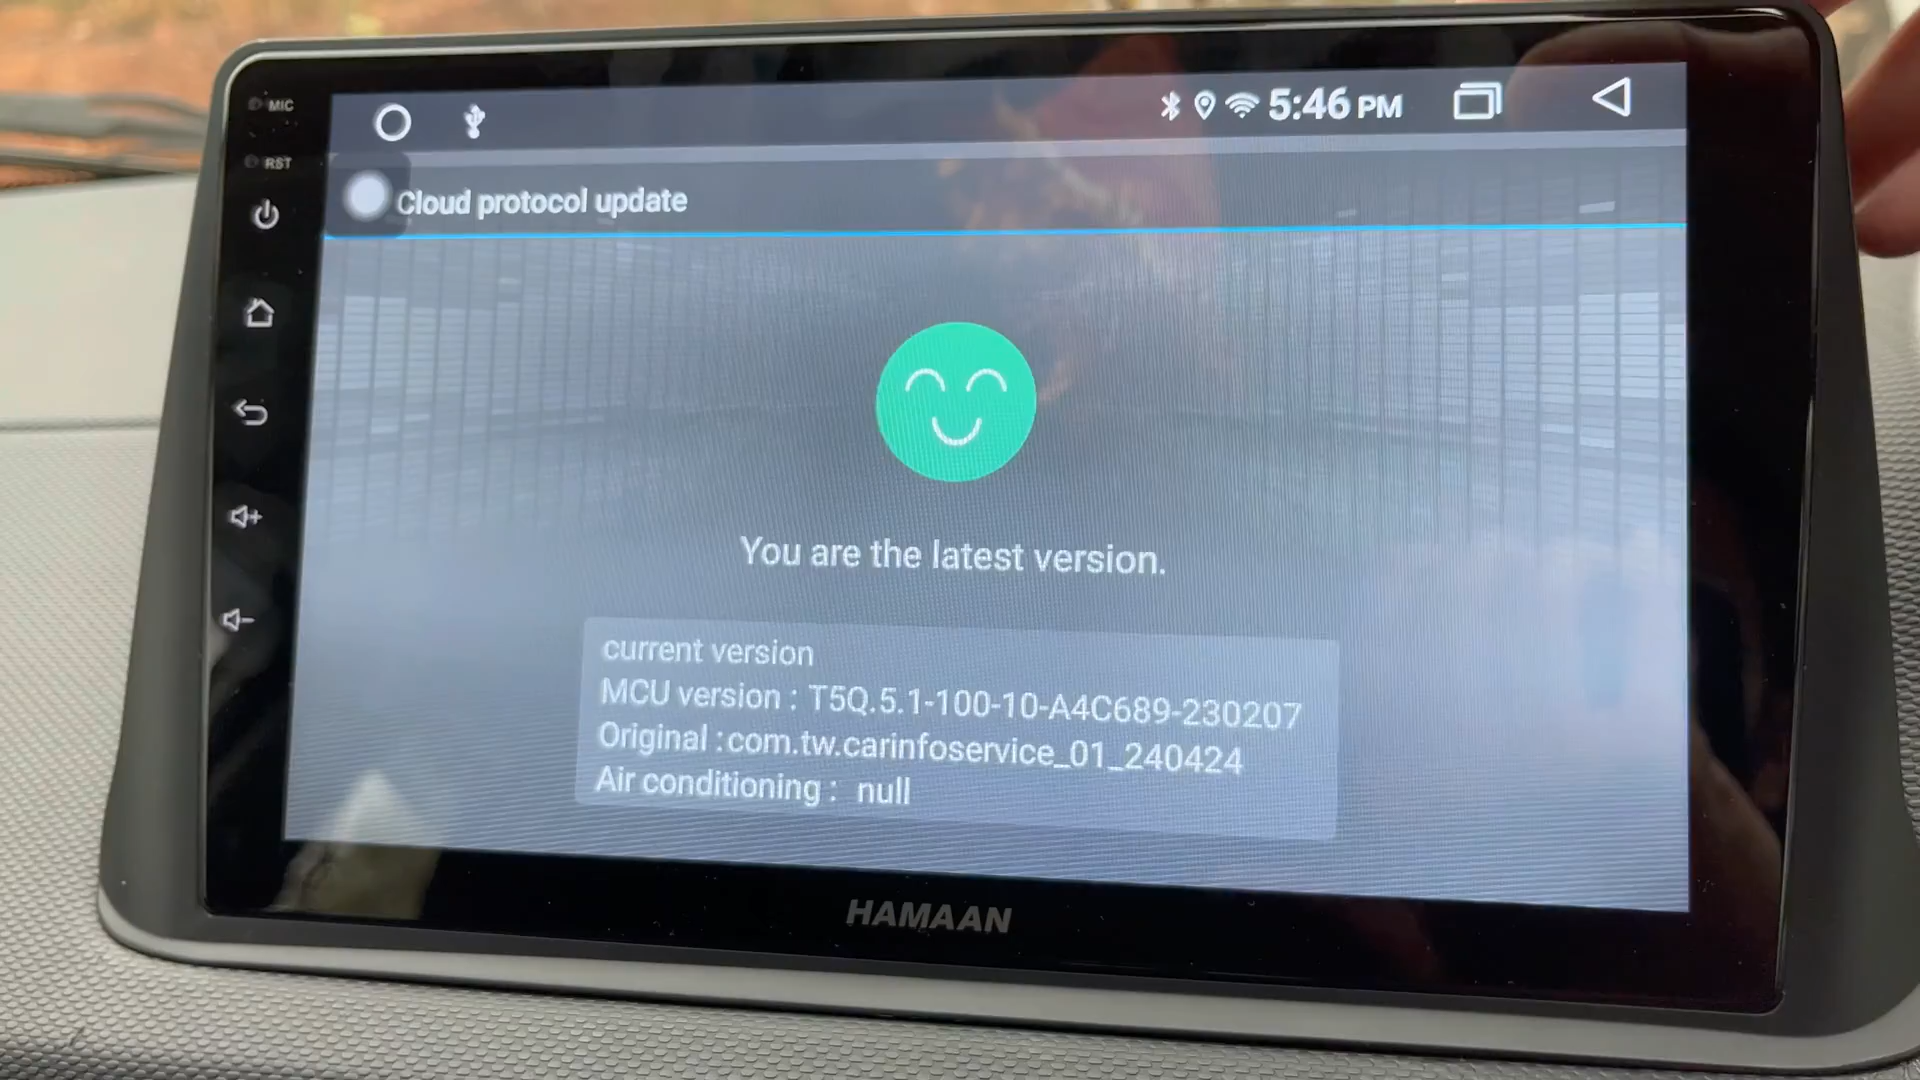 MIC
5:46 PM
RST
Cloud protocol update
You are the latest version.
current version
MCU version : T5Q.5.1-100-10-A4C689-230207
Original :com.tw.carinfoservice_01_240424
Air conditioning : null
HAMAAN